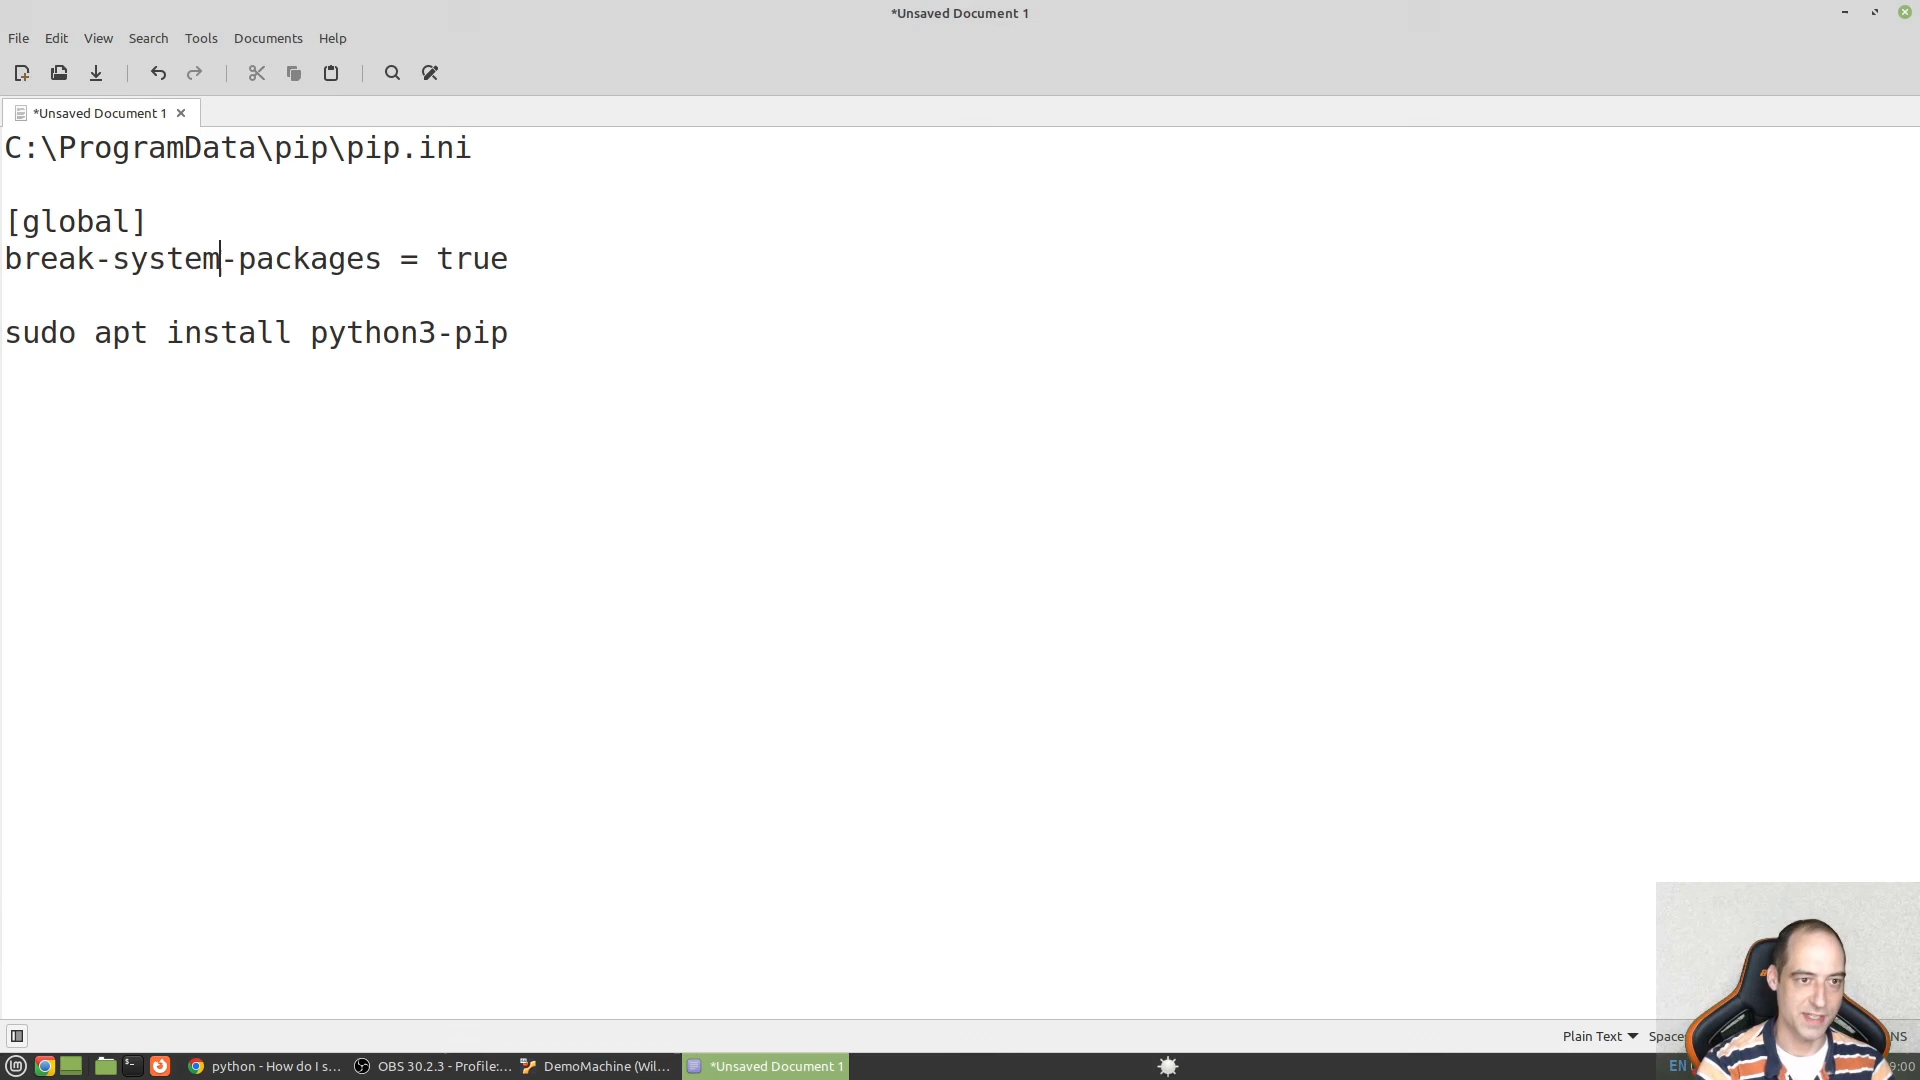 *Unsaved Document 1
File Edit View Search Tools Documents Help
*Unsaved Document 1
C:\ProgramData\pip\pip.ini
[global]
break-system-packages = true
sudo apt install python3-pip
Plain Text
python - How do I s... OBS 30.2.3 - Profile:... DemoMachine (Wil... *Unsaved Document 1 EN